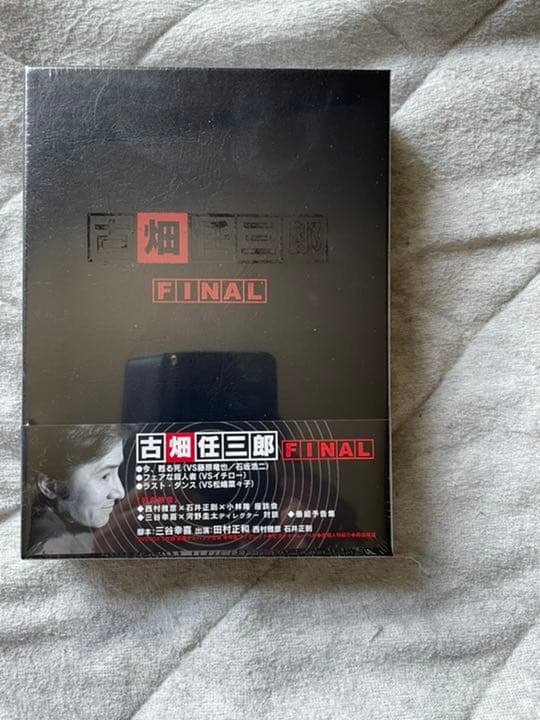 古畑任三郎
FINAL
古畑任三郎 FINAL
●今、甦る死(VS藤原竜也/石坂浩二)
●フェアな殺人者(VSイチロー)
●ラスト・ダンス(VS松嶋菜々子)
◆西村雅彦×石井正則×小林隆 座談会
◆三谷幸喜×河野圭太ディレクター 対談 ◆番組予告集
脚本:三谷幸喜 出演:田村正和 西村雅彦 石井正則